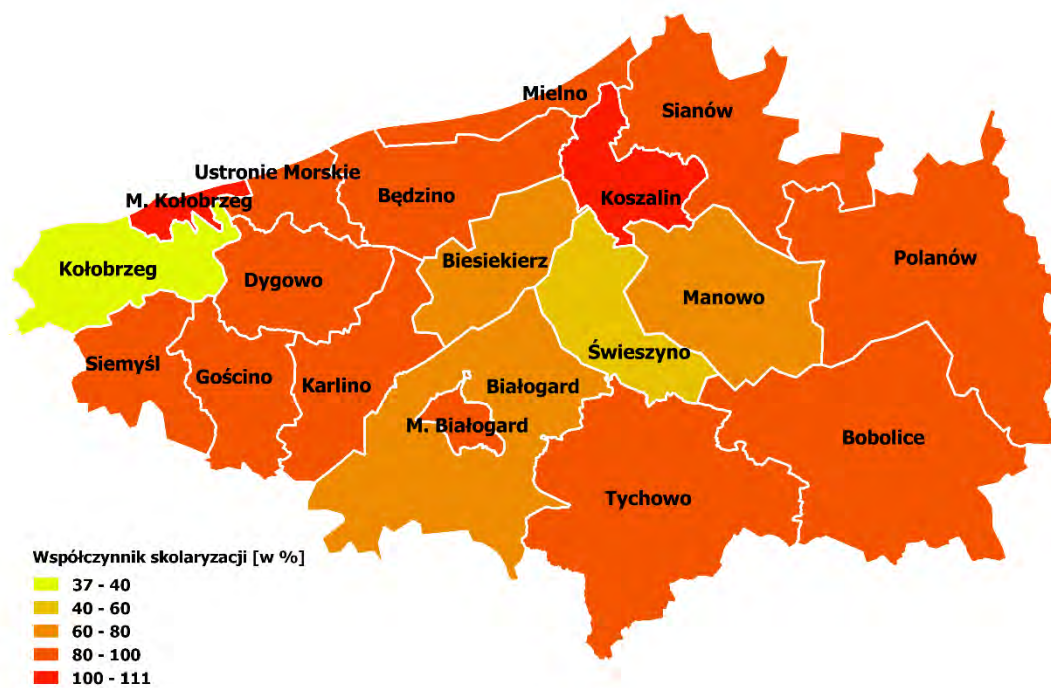 Mielno
Sianów
Ustronie Morskie
M. Kołobrzeg
Będzino
Koszalin
Kołobrzeg
Dygowo
Biesiekierz
Polanów
Manowo
Siemyśl
Gościno
Karlino
Świeszyno
Białogard
M. Białogard
Bobolice
Tychowo
Współczynnik skolaryzacji [w %]
37 - 40
40 - 60
60 - 80
80 - 100
100 - 111